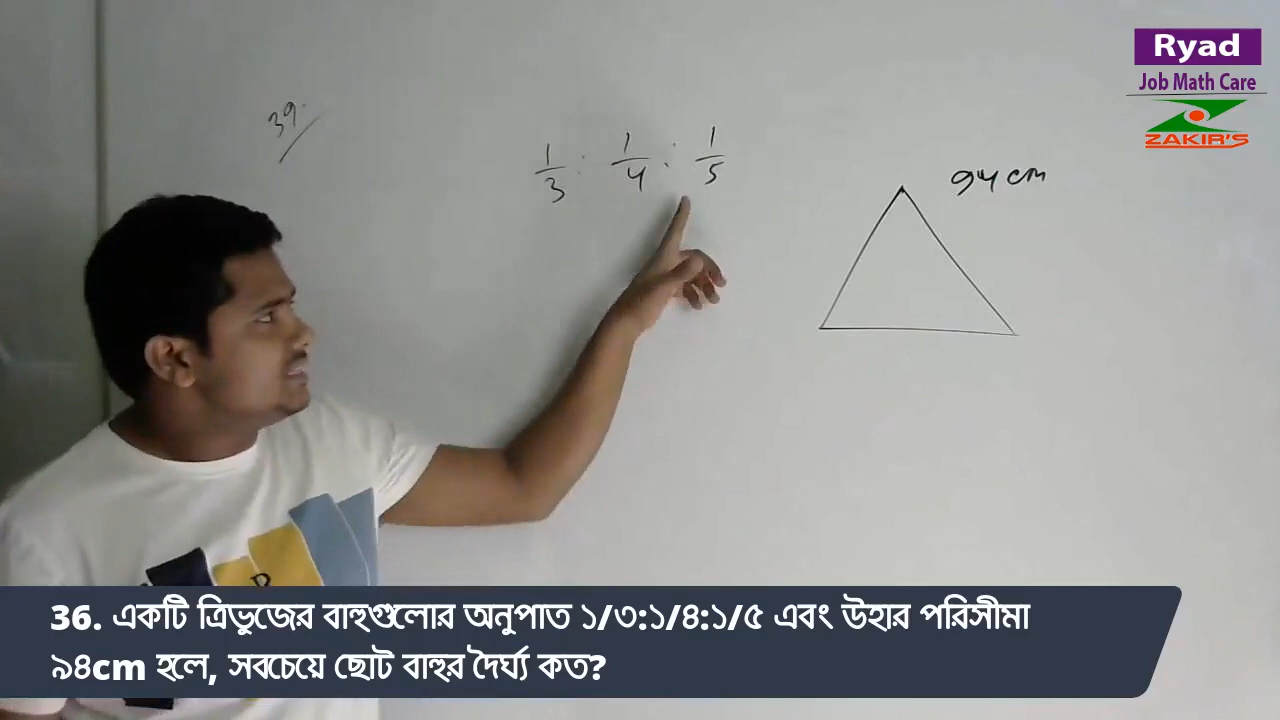 Ryad
Job Math Care
ZAKIR'S
39.
1/3 : 1/4 : 1/5
94 cm
R
36. একটি ত্রিভুজের বাহুগুলোর অনুপাত ১/৩:১/৪:১/৫ এবং উহার পরিসীমা
৯৪cm হলে, সবচেয়ে ছোট বাহুর দৈর্ঘ্য কত?